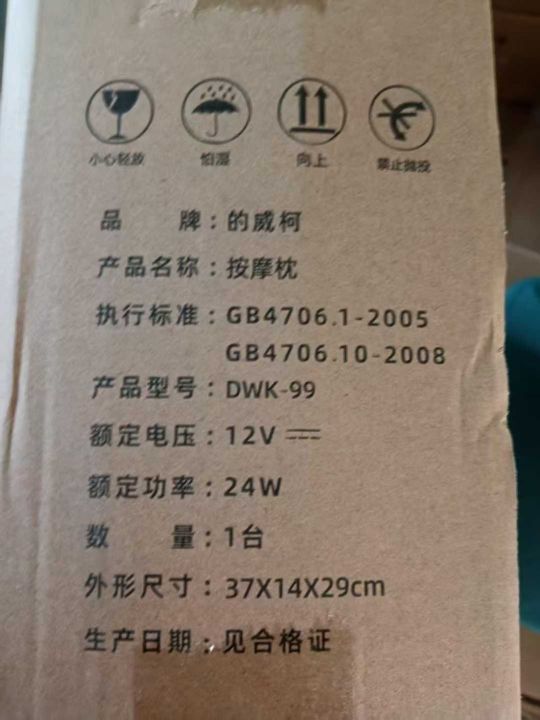 小心轻放 怕湿 向上 禁止抛投
品 牌：的威柯
产品名称：按摩枕
执行标准：GB4706.1-2005
GB4706.10-2008
产品型号：DWK-99
额定电压：12V ⎓
额定功率：24W
数 量：1台
外形尺寸：37X14X29cm
生产日期：见合格证